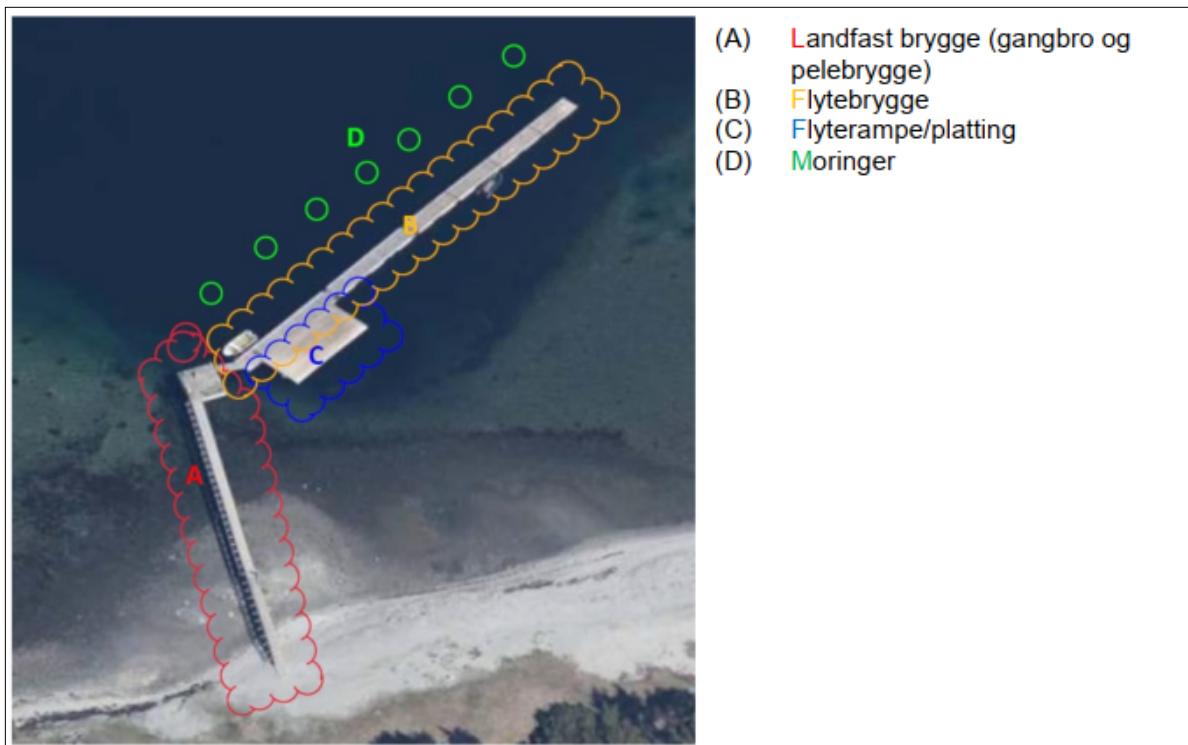 (A) Landfast brygge (gangbro og
pelebrygge)
(B) Flytebrygge
(C) Flyterampe/platting
(D) Moringer
D
B
C
A